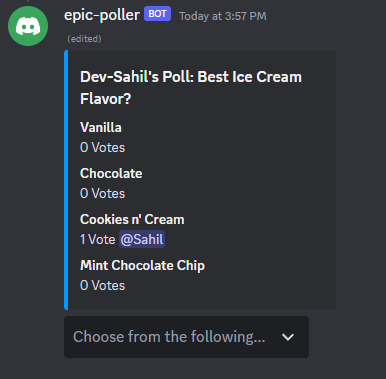 epic-poller BOT Today at 3:57 PM
(edited)
Dev-Sahil's Poll: Best Ice Cream
Flavor?
Vanilla
0 Votes
Chocolate
0 Votes
Cookies n' Cream
1 Vote @Sahil
Mint Chocolate Chip
0 Votes
Choose from the following...